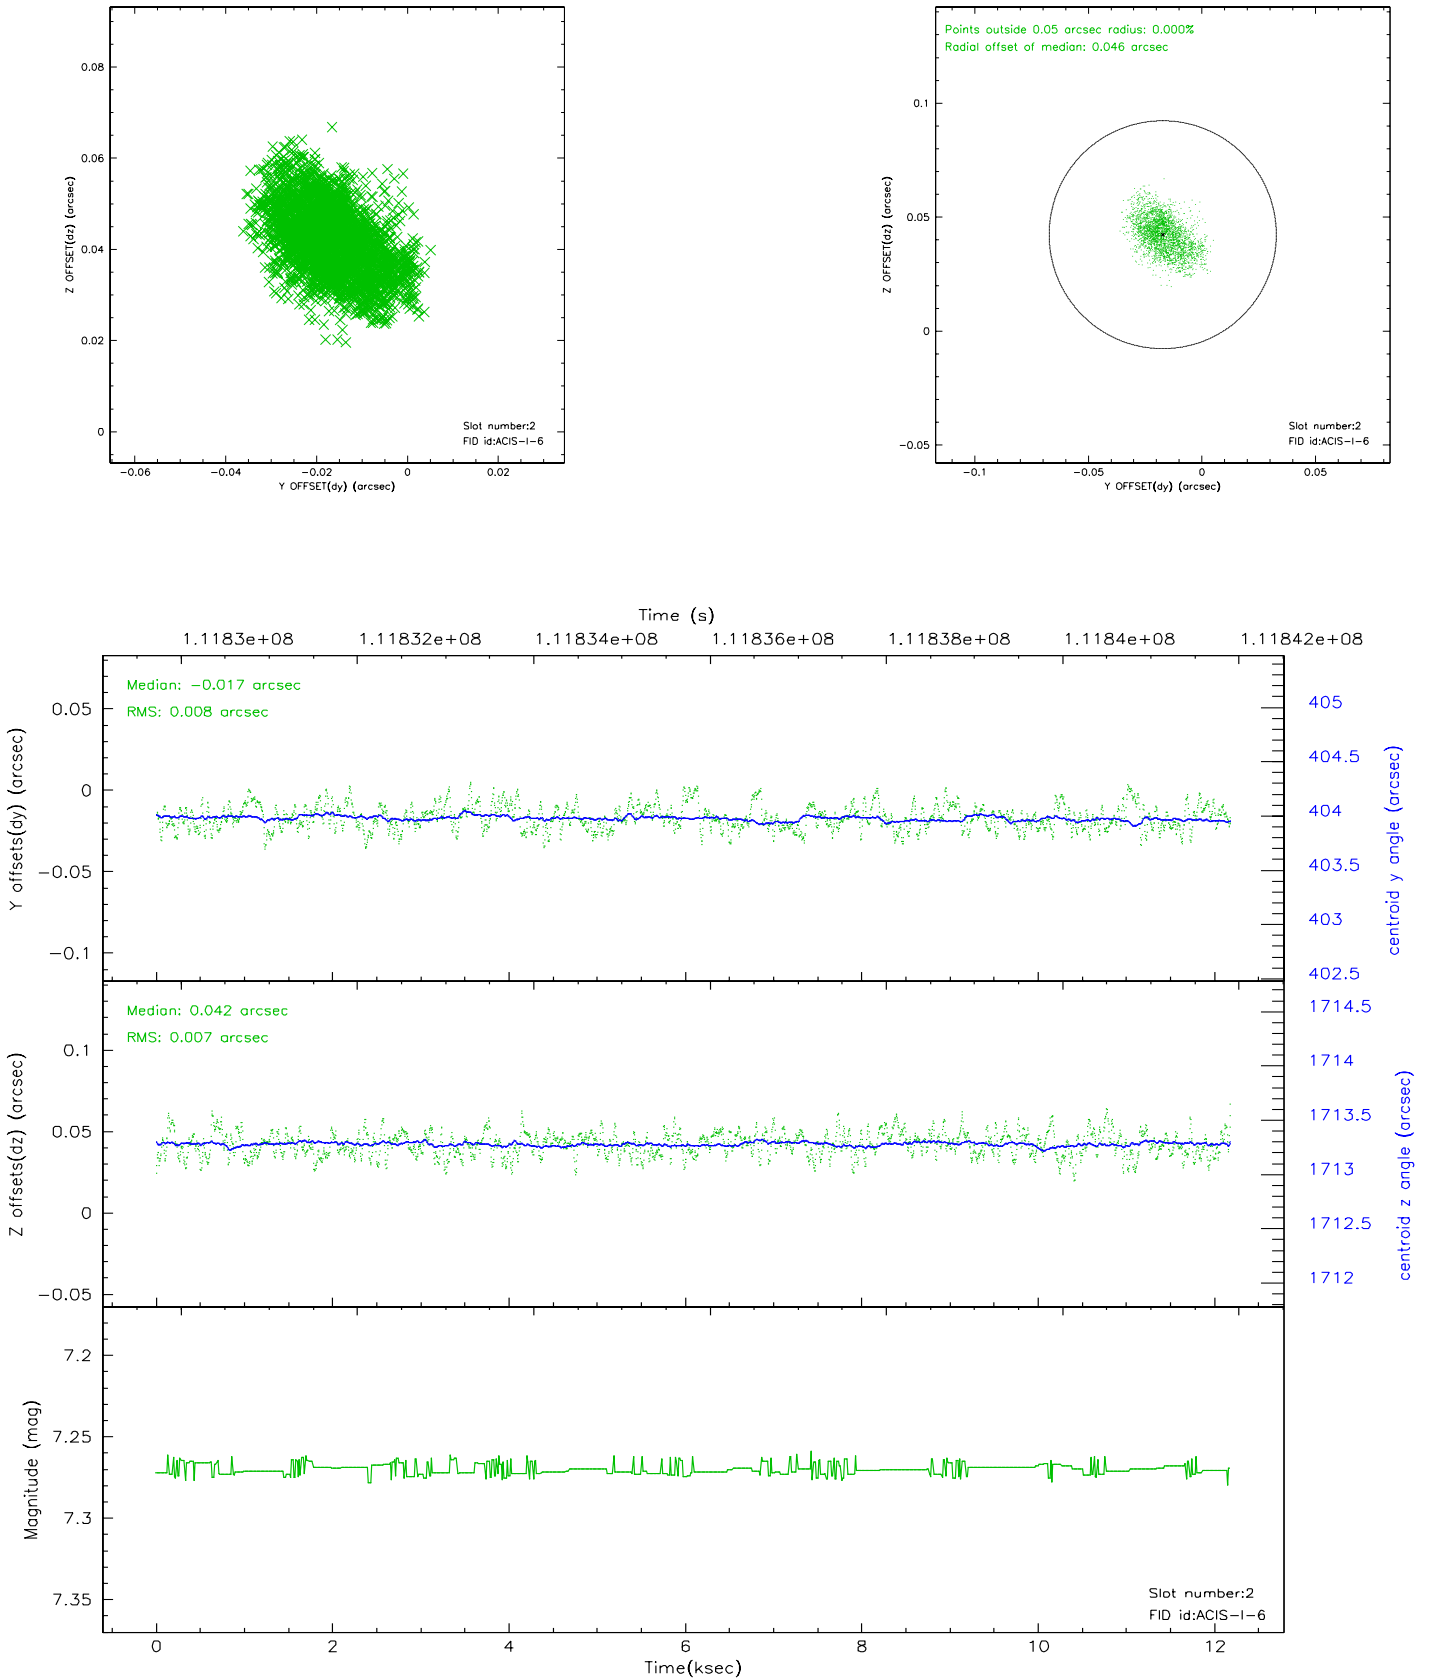 0.08
0.06
0.04
0.02
0
Z OFFSET(dz) (arcsec)
Slot number:2
FID id:ACIS-I-6
-0.06 -0.04 -0.02 0 0.02
Y OFFSET(dy) (arcsec)
Points outside 0.05 arcsec radius: 0.000%
Radial offset of median: 0.046 arcsec
0.1
0.05
0
-0.05
Z OFFSET(dz) (arcsec)
Slot number:2
FID id:ACIS-I-6
-0.1 -0.05 0 0.05
Y OFFSET(dy) (arcsec)
Time (s)
1.1183e+08 1.11832e+08 1.11834e+08 1.11836e+08 1.11838e+08 1.1184e+08 1.11842e+08
Median: -0.017 arcsec
RMS: 0.008 arcsec
0.05
0
-0.05
-0.1
Y offsets(dy) (arcsec)
405
404.5
404
403.5
403
402.5
centroid y angle (arcsec)
Median: 0.042 arcsec
RMS: 0.007 arcsec
0.1
0.05
0
-0.05
Z offsets(dz) (arcsec)
1714.5
1714
1713.5
1713
1712.5
1712
centroid z angle (arcsec)
7.2
7.25
7.3
7.35
Magnitude (mag)
Slot number:2
FID id:ACIS-I-6
0 2 4 6 8 10 12
Time(ksec)